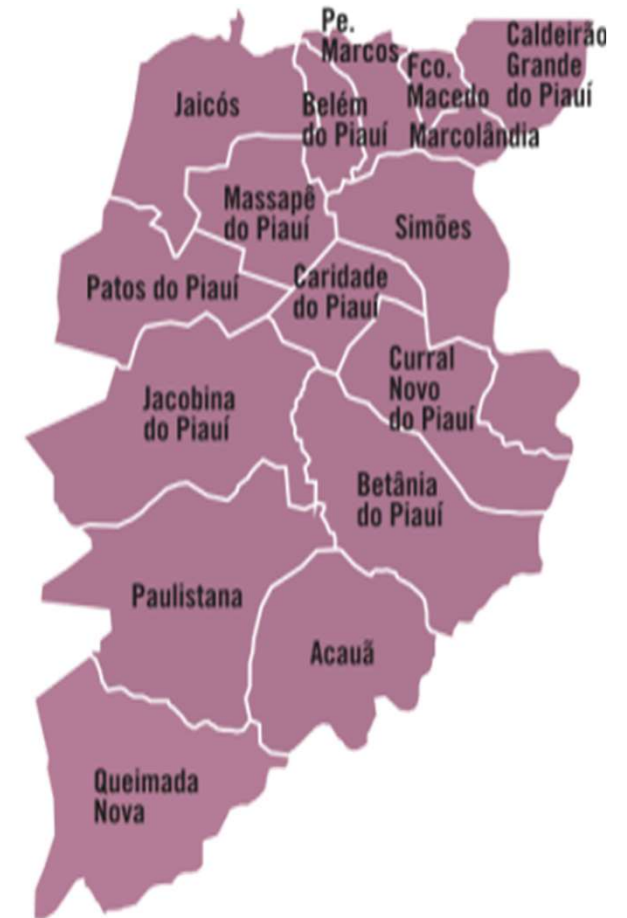 Pe.
Marcos
Caldeirão
Grande
do Piauí
Fco.
Macedo
Jaicós
Belém
do Piauí
Marcolândia
Massapê
do Piauí
Simões
Patos do Piauí
Caridade
do Piauí
Curral
Novo
do Piauí
Jacobina
do Piauí
Betânia
do Piauí
Paulistana
Acauã
Queimada
Nova